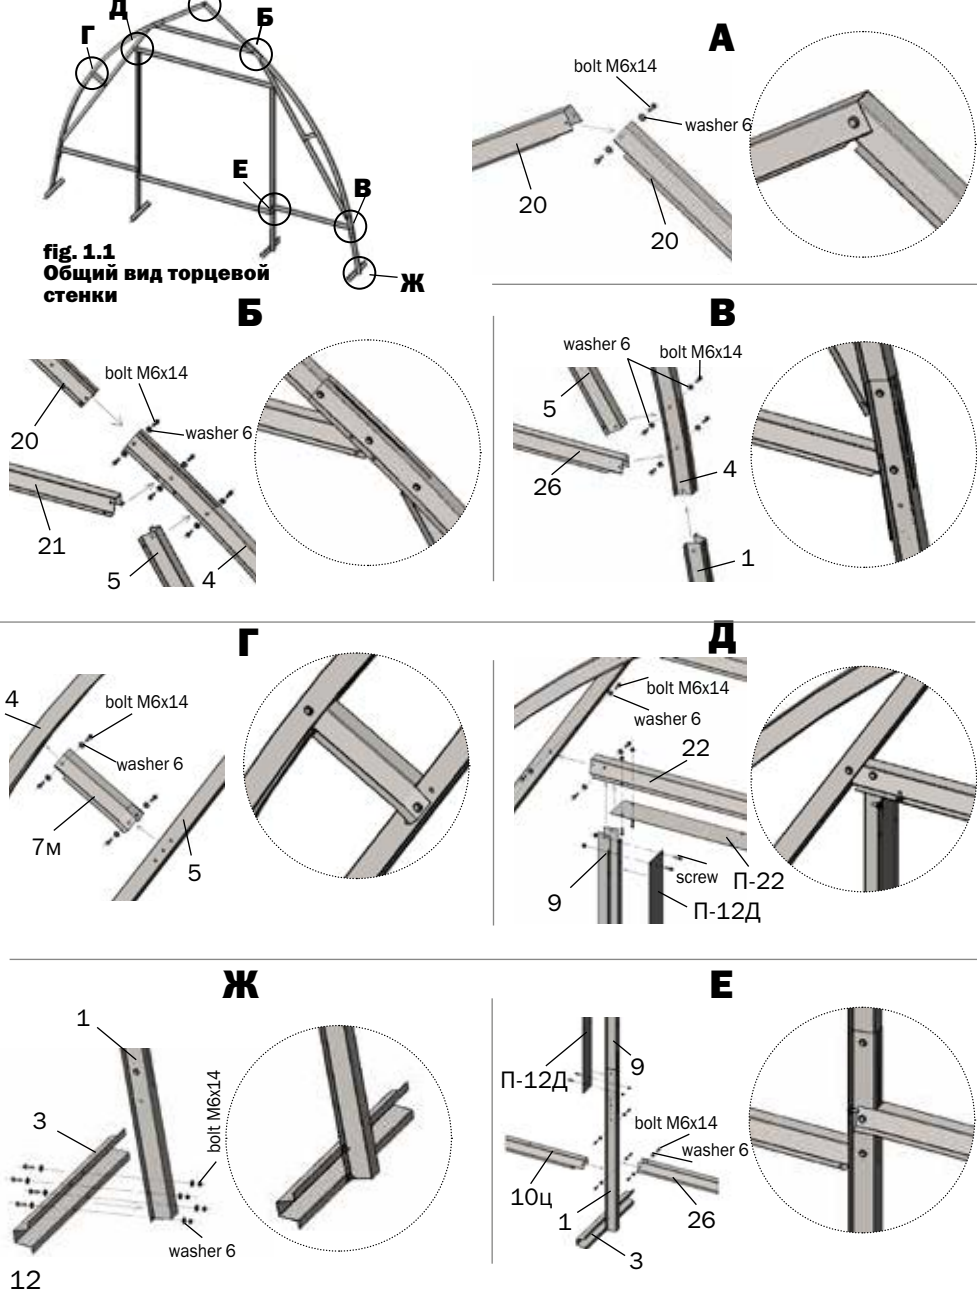 Д
Г
Б
Е
В
Ж
fig. 1.1
Общий вид торцевой
стенки
А
bolt M6x14
washer 6
20
20
Б
bolt M6x14
washer 6
20
21
5
4
В
washer 6
bolt M6x14
5
26
4
1
Г
4
bolt M6x14
washer 6
7м
5
Д
bolt M6x14
washer 6
22
9
screw
П-22
П-12Д
Ж
1
3
bolt M6x14
washer 6
Е
П-12Д
9
bolt M6x14
washer 6
10ц
1
26
3
12